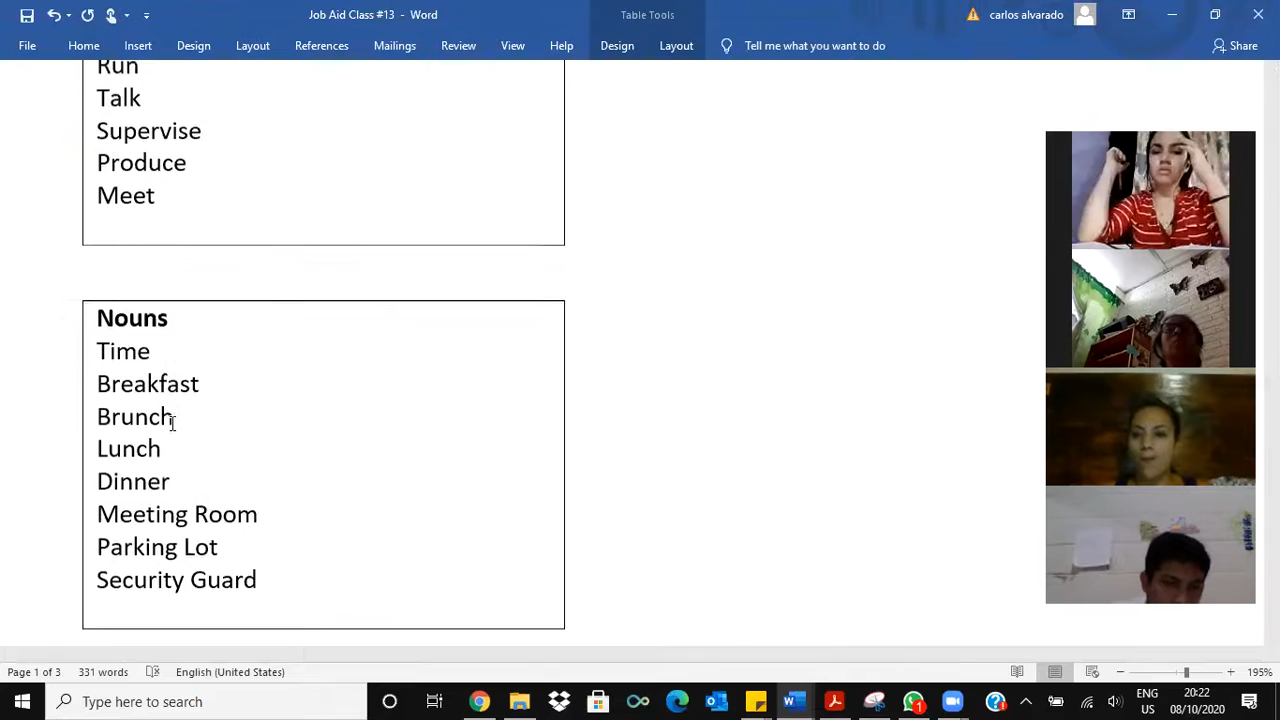 Job Aid Class #13 - Word
Table Tools
carlos alvarado
File Home Insert Design Layout References Mailings Review View Help Design Layout Tell me what you want to do Share
Run
Talk
Supervise
Produce
Meet
Nouns
Time
Breakfast
Brunch
Lunch
Dinner
Meeting Room
Parking Lot
Security Guard
Page 1 of 3 331 words English (United States) 195%
Type here to search
1
ENG
US
20:22
08/10/2020